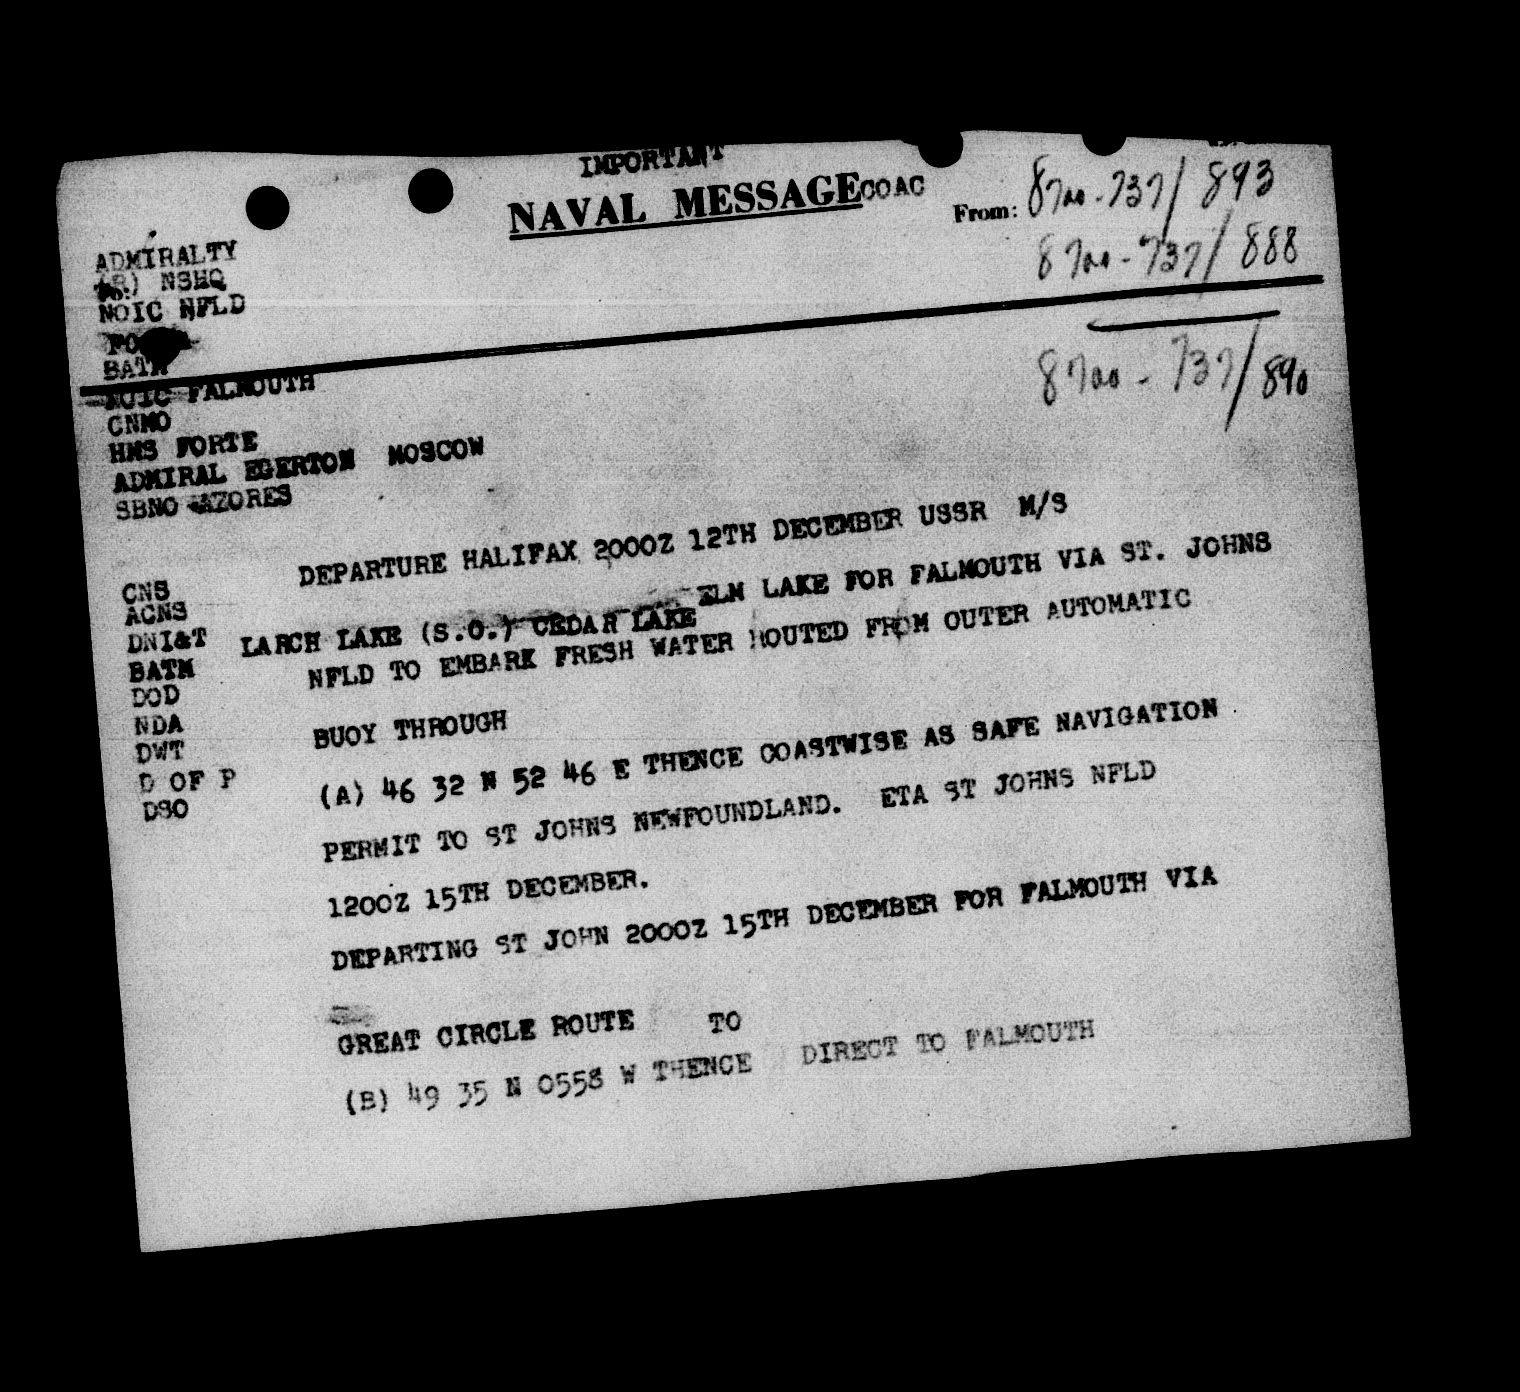 IMPORTANT
NAVAL MESSAGE COAC
From: 8700-737/893
8700-737/888
8700-737/890
ADMIRALTY
(R) NSHQ
To:
NOIC NFLD
BATM
NOIC FALMOUTH
CNMO
HMS FORTE
ADMIRAL EGERTON MOSCOW
SBNO AZORES
DEPARTURE HALIFAX 2000Z 12TH DECEMBER USSR M/S
LARCH LAKE (S.O.) CEDAR LAKE ELM LAKE FOR FALMOUTH VIA ST. JOHNS
NFLD TO EMBARK FRESH WATER ROUTED FROM OUTER AUTOMATIC
BUOY THROUGH
(A) 46 32 N 52 46 E THENCE COASTWISE AS SAFE NAVIGATION
PERMIT TO ST JOHNS NEWFOUNDLAND. ETA ST JOHNS NFLD
1200Z 15TH DECEMBER.
DEPARTING ST JOHN 2000Z 15TH DECEMBER FOR FALMOUTH VIA
GREAT CIRCLE ROUTE TO
(B) 49 35 N 0558 W THENCE DIRECT TO FALMOUTH
CNS
ACNS
DNI&T
BATM
DOD
NDA
DWT
D OF P
DSO